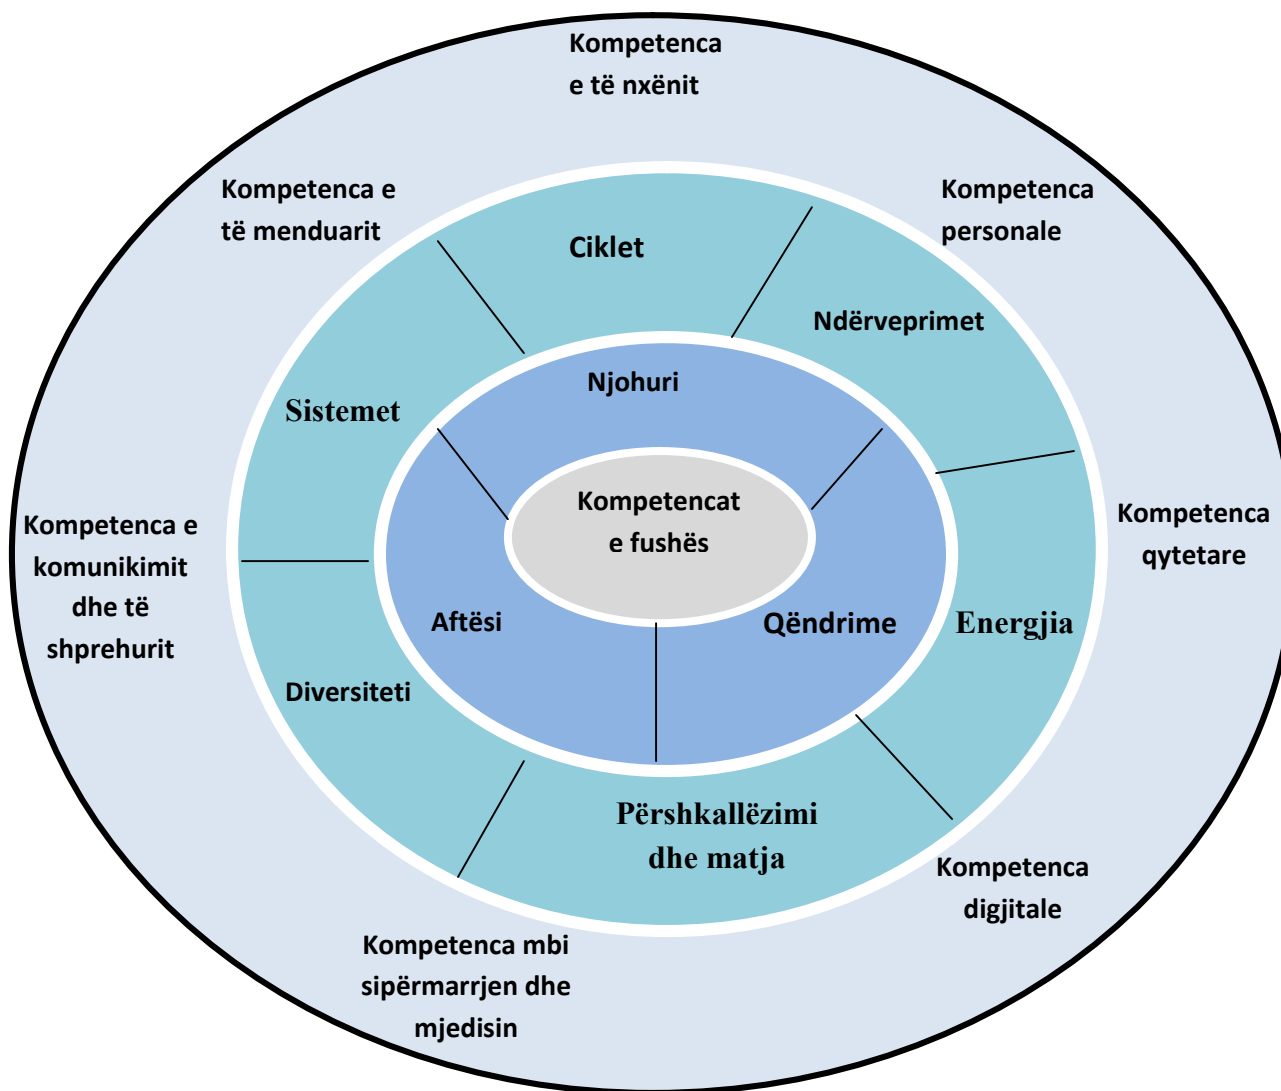 Kompetenca
e të nxënit
Kompetenca e
të menduarit
Kompetenca
personale
Ciklet
Ndërveprimet
Njohuri
Sistemet
Kompetencat
e fushës
Kompetenca e
komunikimit
dhe të
shprehurit
Kompetenca
qytetare
Aftësi
Qëndrime
Energjia
Diversiteti
Përshkallëzimi
dhe matja
Kompetenca
digjitale
Kompetenca mbi
sipërmarrjen dhe
mjedisin